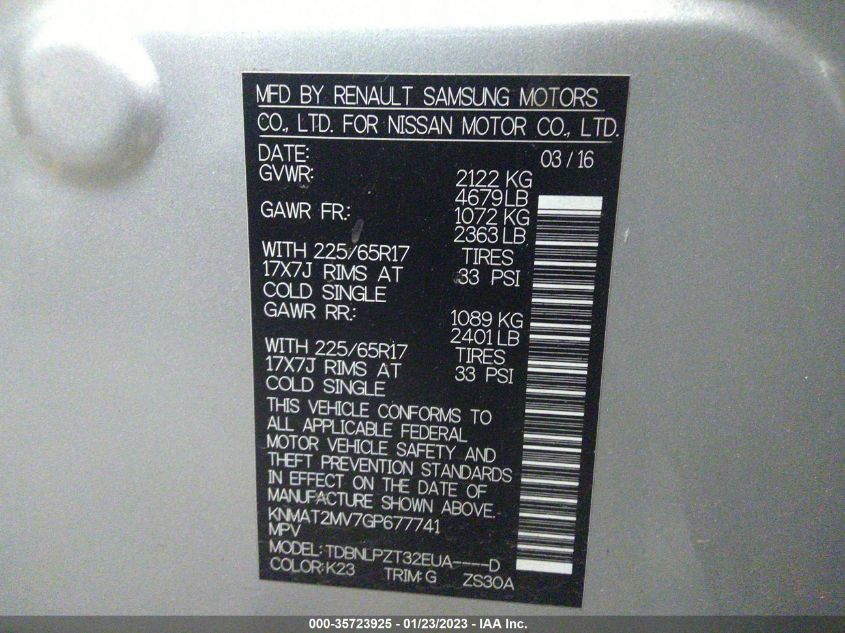 MFD BY RENAULT SAMSUNG MOTORS
CO., LTD. FOR NISSAN MOTOR CO., LTD.
DATE: 03 / 16
GVWR: 2122 KG
4679 LB
GAWR FR.: 1072 KG
2363 LB
WITH 225/65R17 TIRES
17X7J RIMS AT 33 PSI
COLD SINGLE
GAWR RR.: 1089 KG
2401 LB
WITH 225/65R17 TIRES
17X7J RIMS AT 33 PSI
COLD SINGLE
THIS VEHICLE CONFORMS TO
ALL APPLICABLE FEDERAL
MOTOR VEHICLE SAFETY AND
THEFT PREVENTION STANDARDS
IN EFFECT ON THE DATE OF
MANUFACTURE SHOWN ABOVE.
KNMAT2MV7GP677741
MPV
MODEL: TDBNLPZT32EUA----D
COLOR: K23 TRIM: G ZS30A
000-35723925 - 01/23/2023 - IAA Inc.